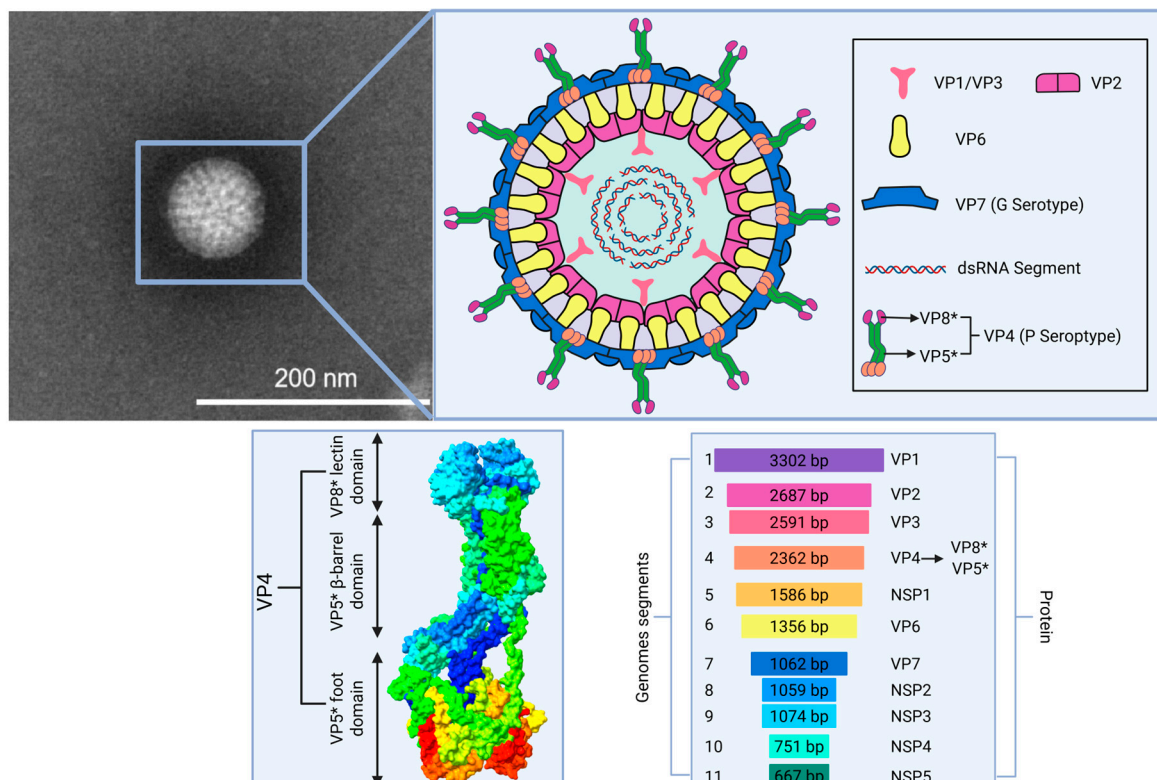 200 nm
VP1/VP3
VP2
VP6
VP7 (G Serotype)
dsRNA Segment
VP8*
VP5*
VP4 (P Seroptype)
VP4
VP8* lectin
domain
VP5* β-barrel
domain
VP5* foot
domain
Genomes segments
1 3302 bp VP1
2 2687 bp VP2
3 2591 bp VP3
4 2362 bp VP4 VP8*
VP5*
5 1586 bp NSP1
6 1356 bp VP6
7 1062 bp VP7
8 1059 bp NSP2
9 1074 bp NSP3
10 751 bp NSP4
11 667 bp NSP5
Protein